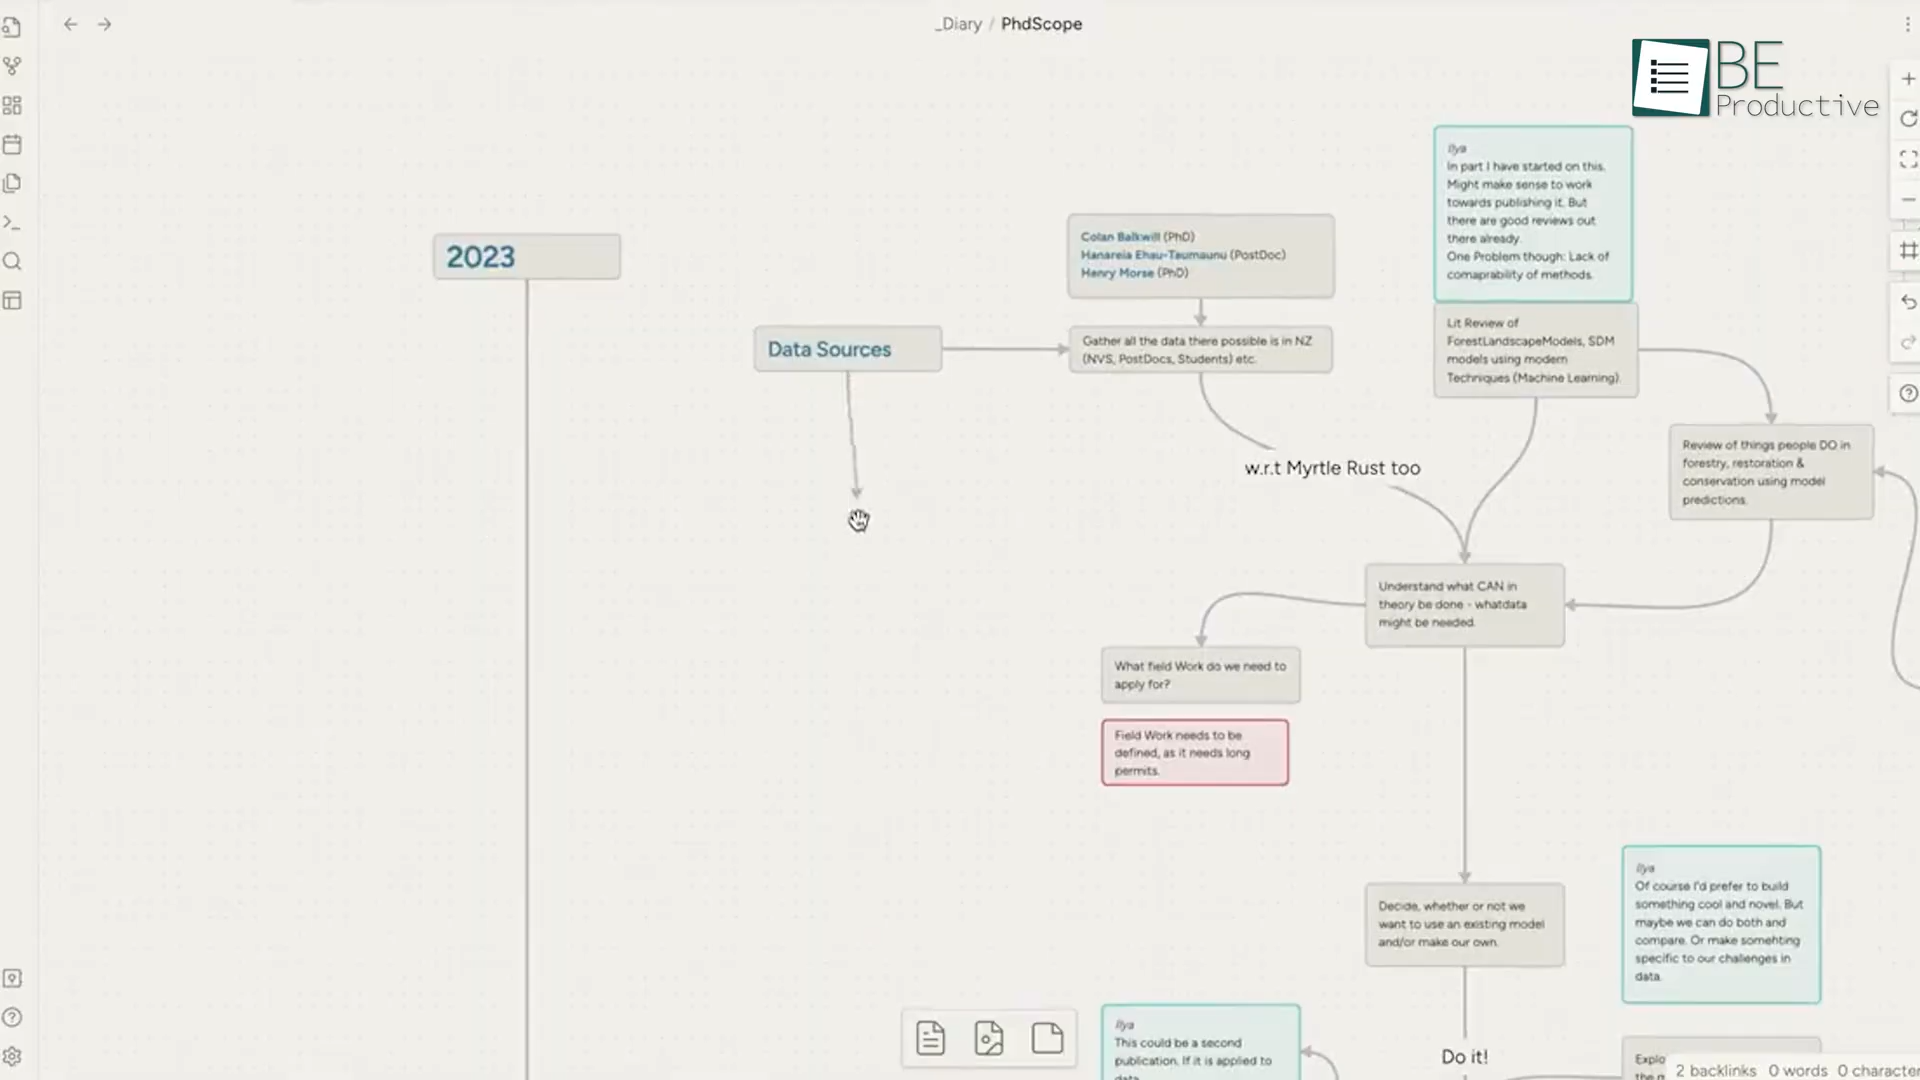 _Diary / PhdScope
BE
Productive
2023
Data Sources
Colan Balkwill (PhD)
Hanareia Ehau-Taumaunu (PostDoc)
Henry Morse (PhD)
Gather all the data there possible is in NZ
(NVS, PostDocs, Students) etc.
Ilya
In part I have started on this.
Might make sense to work
towards publishing it. But
there are good reviews out
there already.
One Problem though: Lack of
comaprability of methods.
Lit Review of
ForestLandscapeModels, SDM
models using modern
Techniques (Machine Learning).
Review of things people DO in
forestry, restoration &
conservation using model
predictions.
w.r.t Myrtle Rust too
Understand what CAN in
theory be done - whatdata
might be needed.
What field Work do we need to
apply for?
Field Work needs to be
defined, as it needs long
permits.
Decide, whether or not we
want to use an existing model
and/or make our own.
Ilya
Of course I'd prefer to build
something cool and novel. But
maybe we can do both and
compare. Or make somehting
specific to our challenges in
data.
Ilya
This could be a second
publication. If it is applied to
data
Do it!
Explo
the m
2 backlinks 0 words 0 character